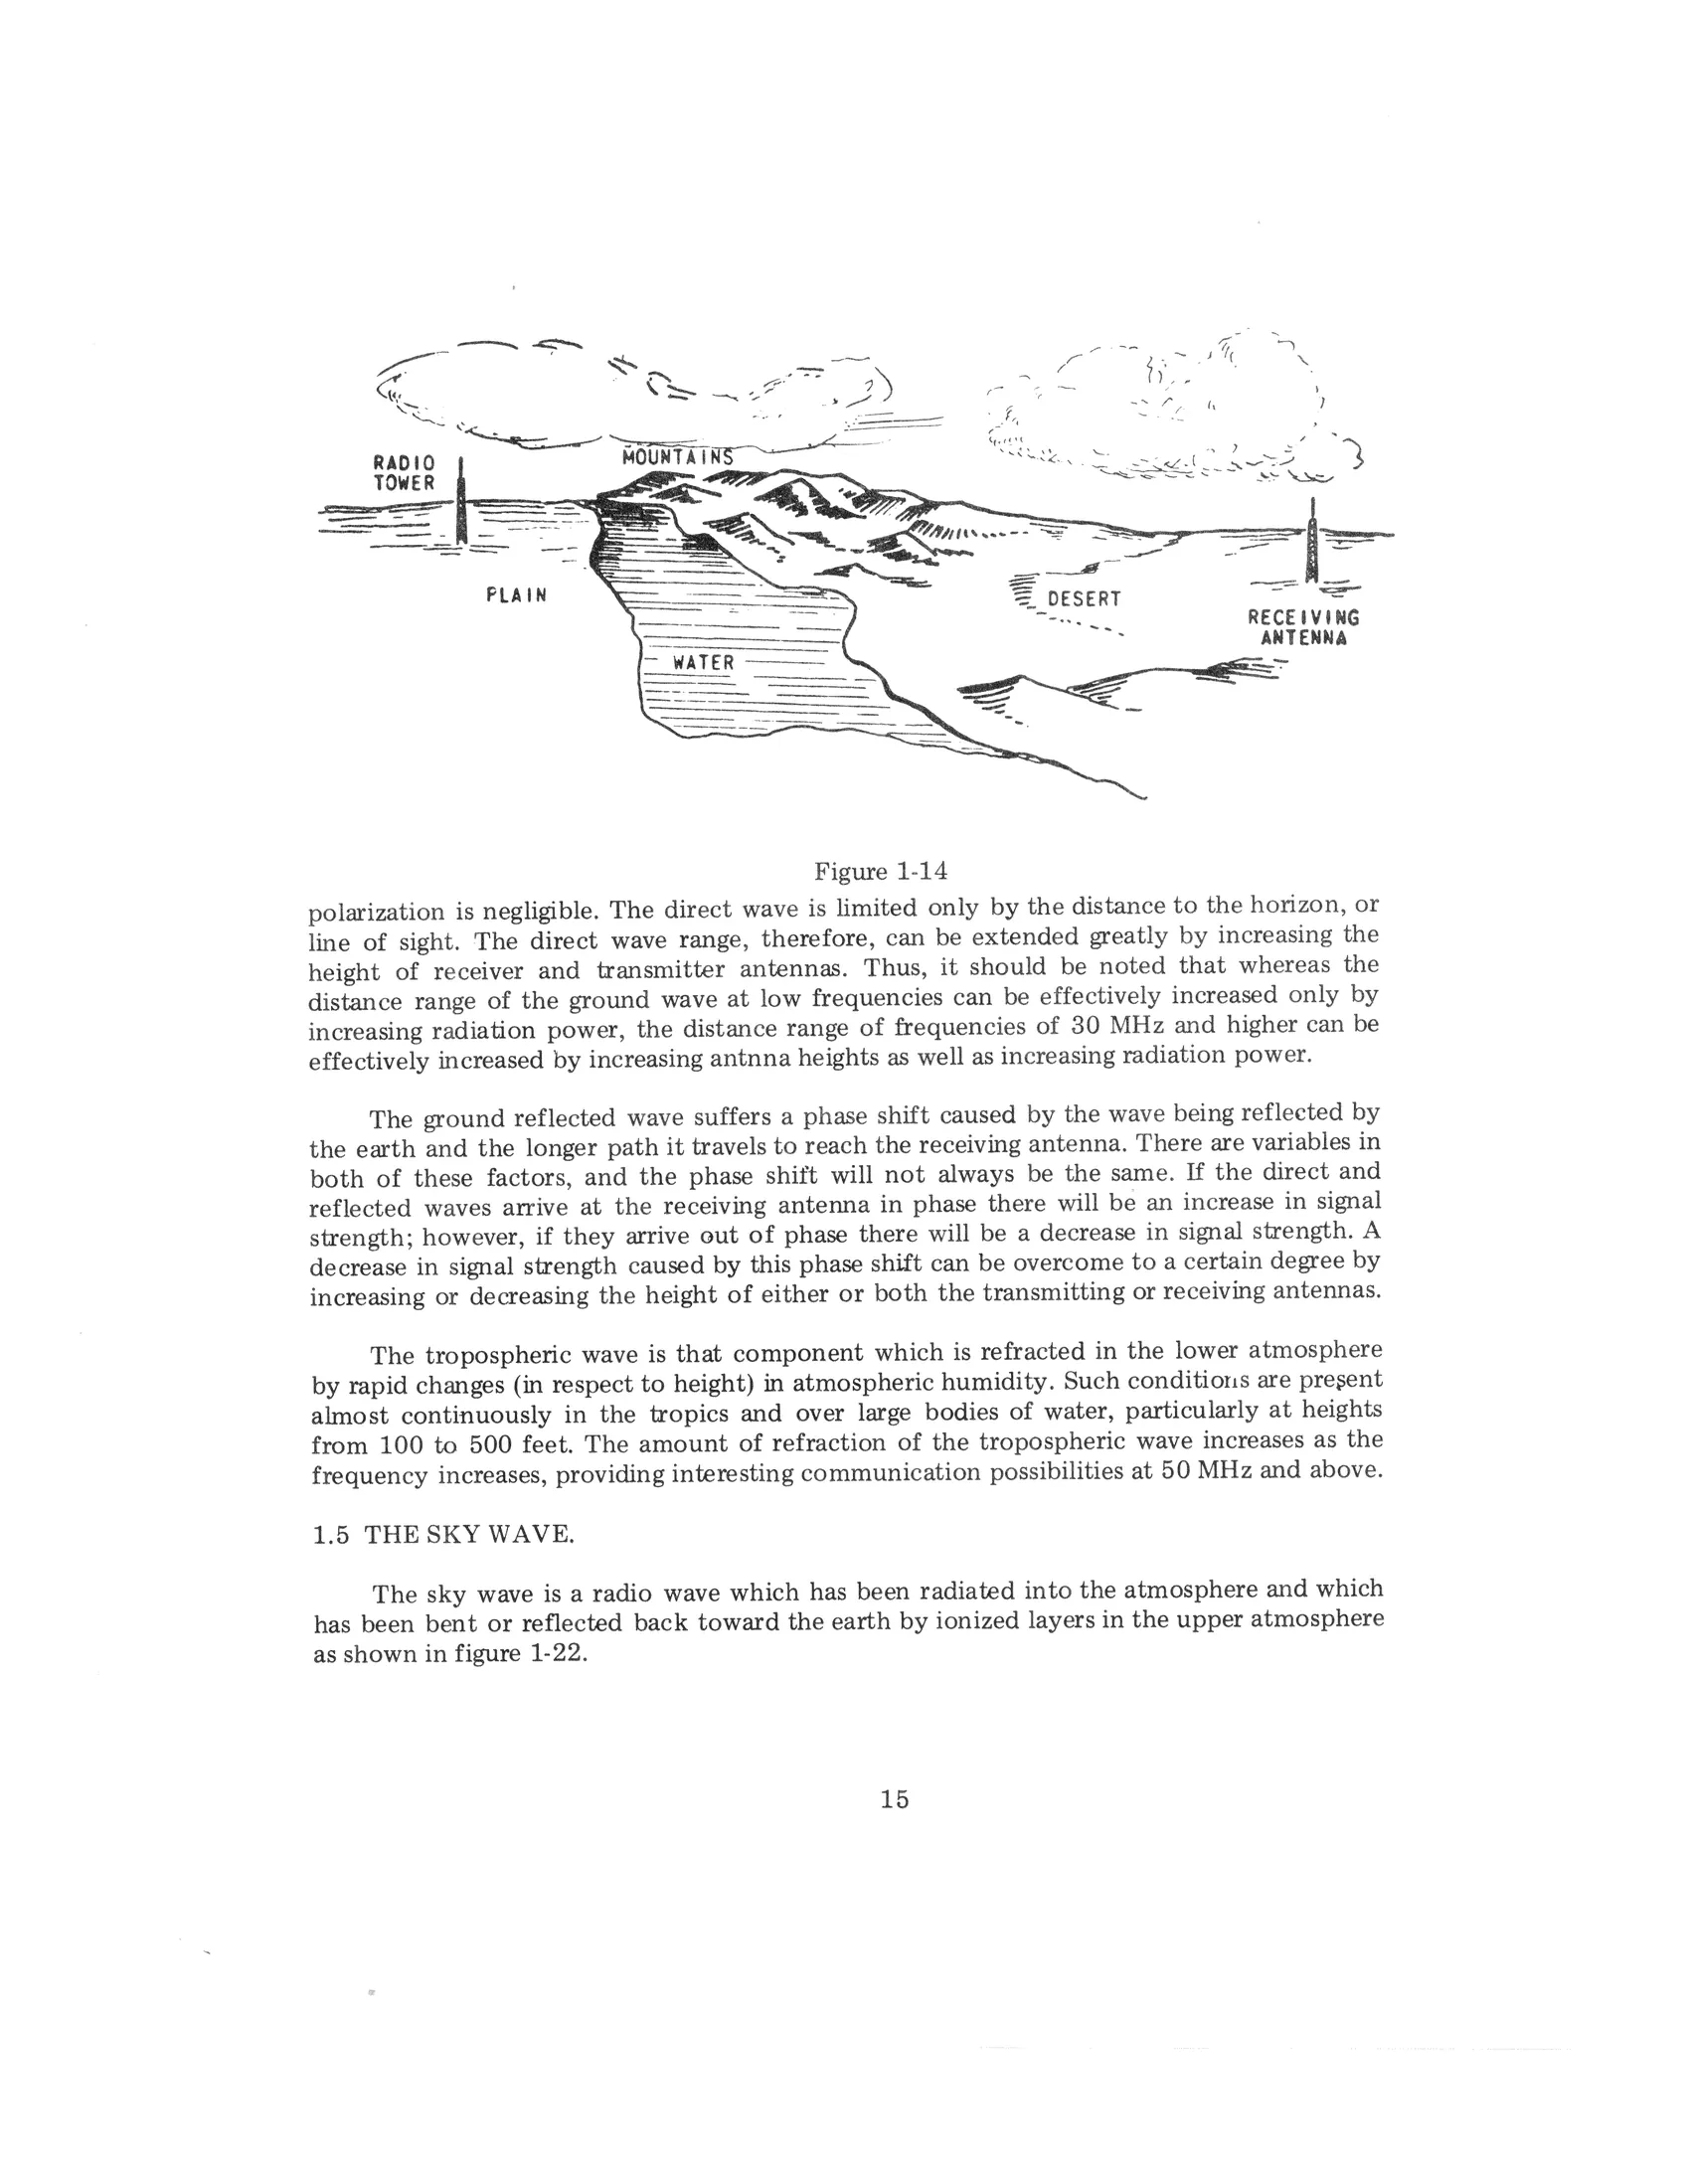 RADIO
TOWER
MOUNTAINS
PLAIN
DESERT
RECEIVING
ANTENNA
WATER
Figure 1-14
polarization is negligible. The direct wave is limited only by the distance to the horizon, or
line of sight. The direct wave range, therefore, can be extended greatly by increasing the
height of receiver and transmitter antennas. Thus, it should be noted that whereas the
distance range of the ground wave at low frequencies can be effectively increased only by
increasing radiation power, the distance range of frequencies of 30 MHz and higher can be
effectively increased by increasing antnna heights as well as increasing radiation power.
The ground reflected wave suffers a phase shift caused by the wave being reflected by
the earth and the longer path it travels to reach the receiving antenna. There are variables in
both of these factors, and the phase shift will not always be the same. If the direct and
reflected waves arrive at the receiving antenna in phase there will be an increase in signal
strength; however, if they arrive out of phase there will be a decrease in signal strength. A
decrease in signal strength caused by this phase shift can be overcome to a certain degree by
increasing or decreasing the height of either or both the transmitting or receiving antennas.
The tropospheric wave is that component which is refracted in the lower atmosphere
by rapid changes (in respect to height) in atmospheric humidity. Such conditions are present
almost continuously in the tropics and over large bodies of water, particularly at heights
from 100 to 500 feet. The amount of refraction of the tropospheric wave increases as the
frequency increases, providing interesting communication possibilities at 50 MHz and above.
1.5 THE SKY WAVE.
The sky wave is a radio wave which has been radiated into the atmosphere and which
has been bent or reflected back toward the earth by ionized layers in the upper atmosphere
as shown in figure 1-22.
15